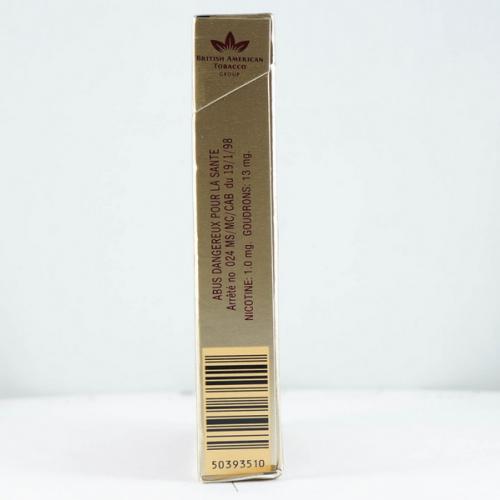 BRITISH AMERICAN
TOBACCO
GROUP
ABUS DANGEREUX POUR LA SANTE
Arrêté no 024 MS/MC/CAB du 19/1/98
NICOTINE: 1.0 mg. GOUDRONS: 13 mg.
50393510